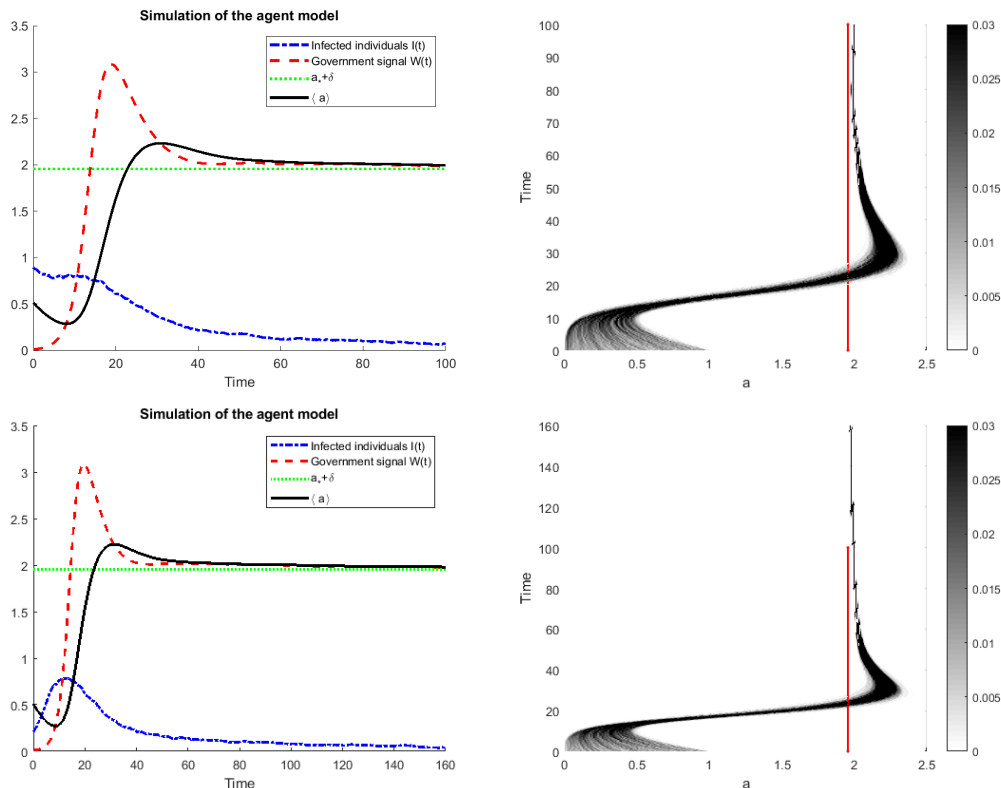 Simulation of the agent model
3.5
3
2.5
2
1.5
1
0.5
0
Infected individuals I(t)
Government signal W(t)
a*+δ
⟨ a⟩
0 20 40 60 80 100
Time
100
90
80
70
60
50
40
30
20
10
0
Time
0 0.5 1 1.5 2 2.5
a
0.03
0.025
0.02
0.015
0.01
0.005
0
Simulation of the agent model
3.5
3
2.5
2
1.5
1
0.5
0
Infected individuals I(t)
Government signal W(t)
a*+δ
⟨ a⟩
0 20 40 60 80 100 120 140 160
Time
160
140
120
100
80
60
40
20
0
Time
0 0.5 1 1.5 2 2.5
a
0.03
0.025
0.02
0.015
0.01
0.005
0